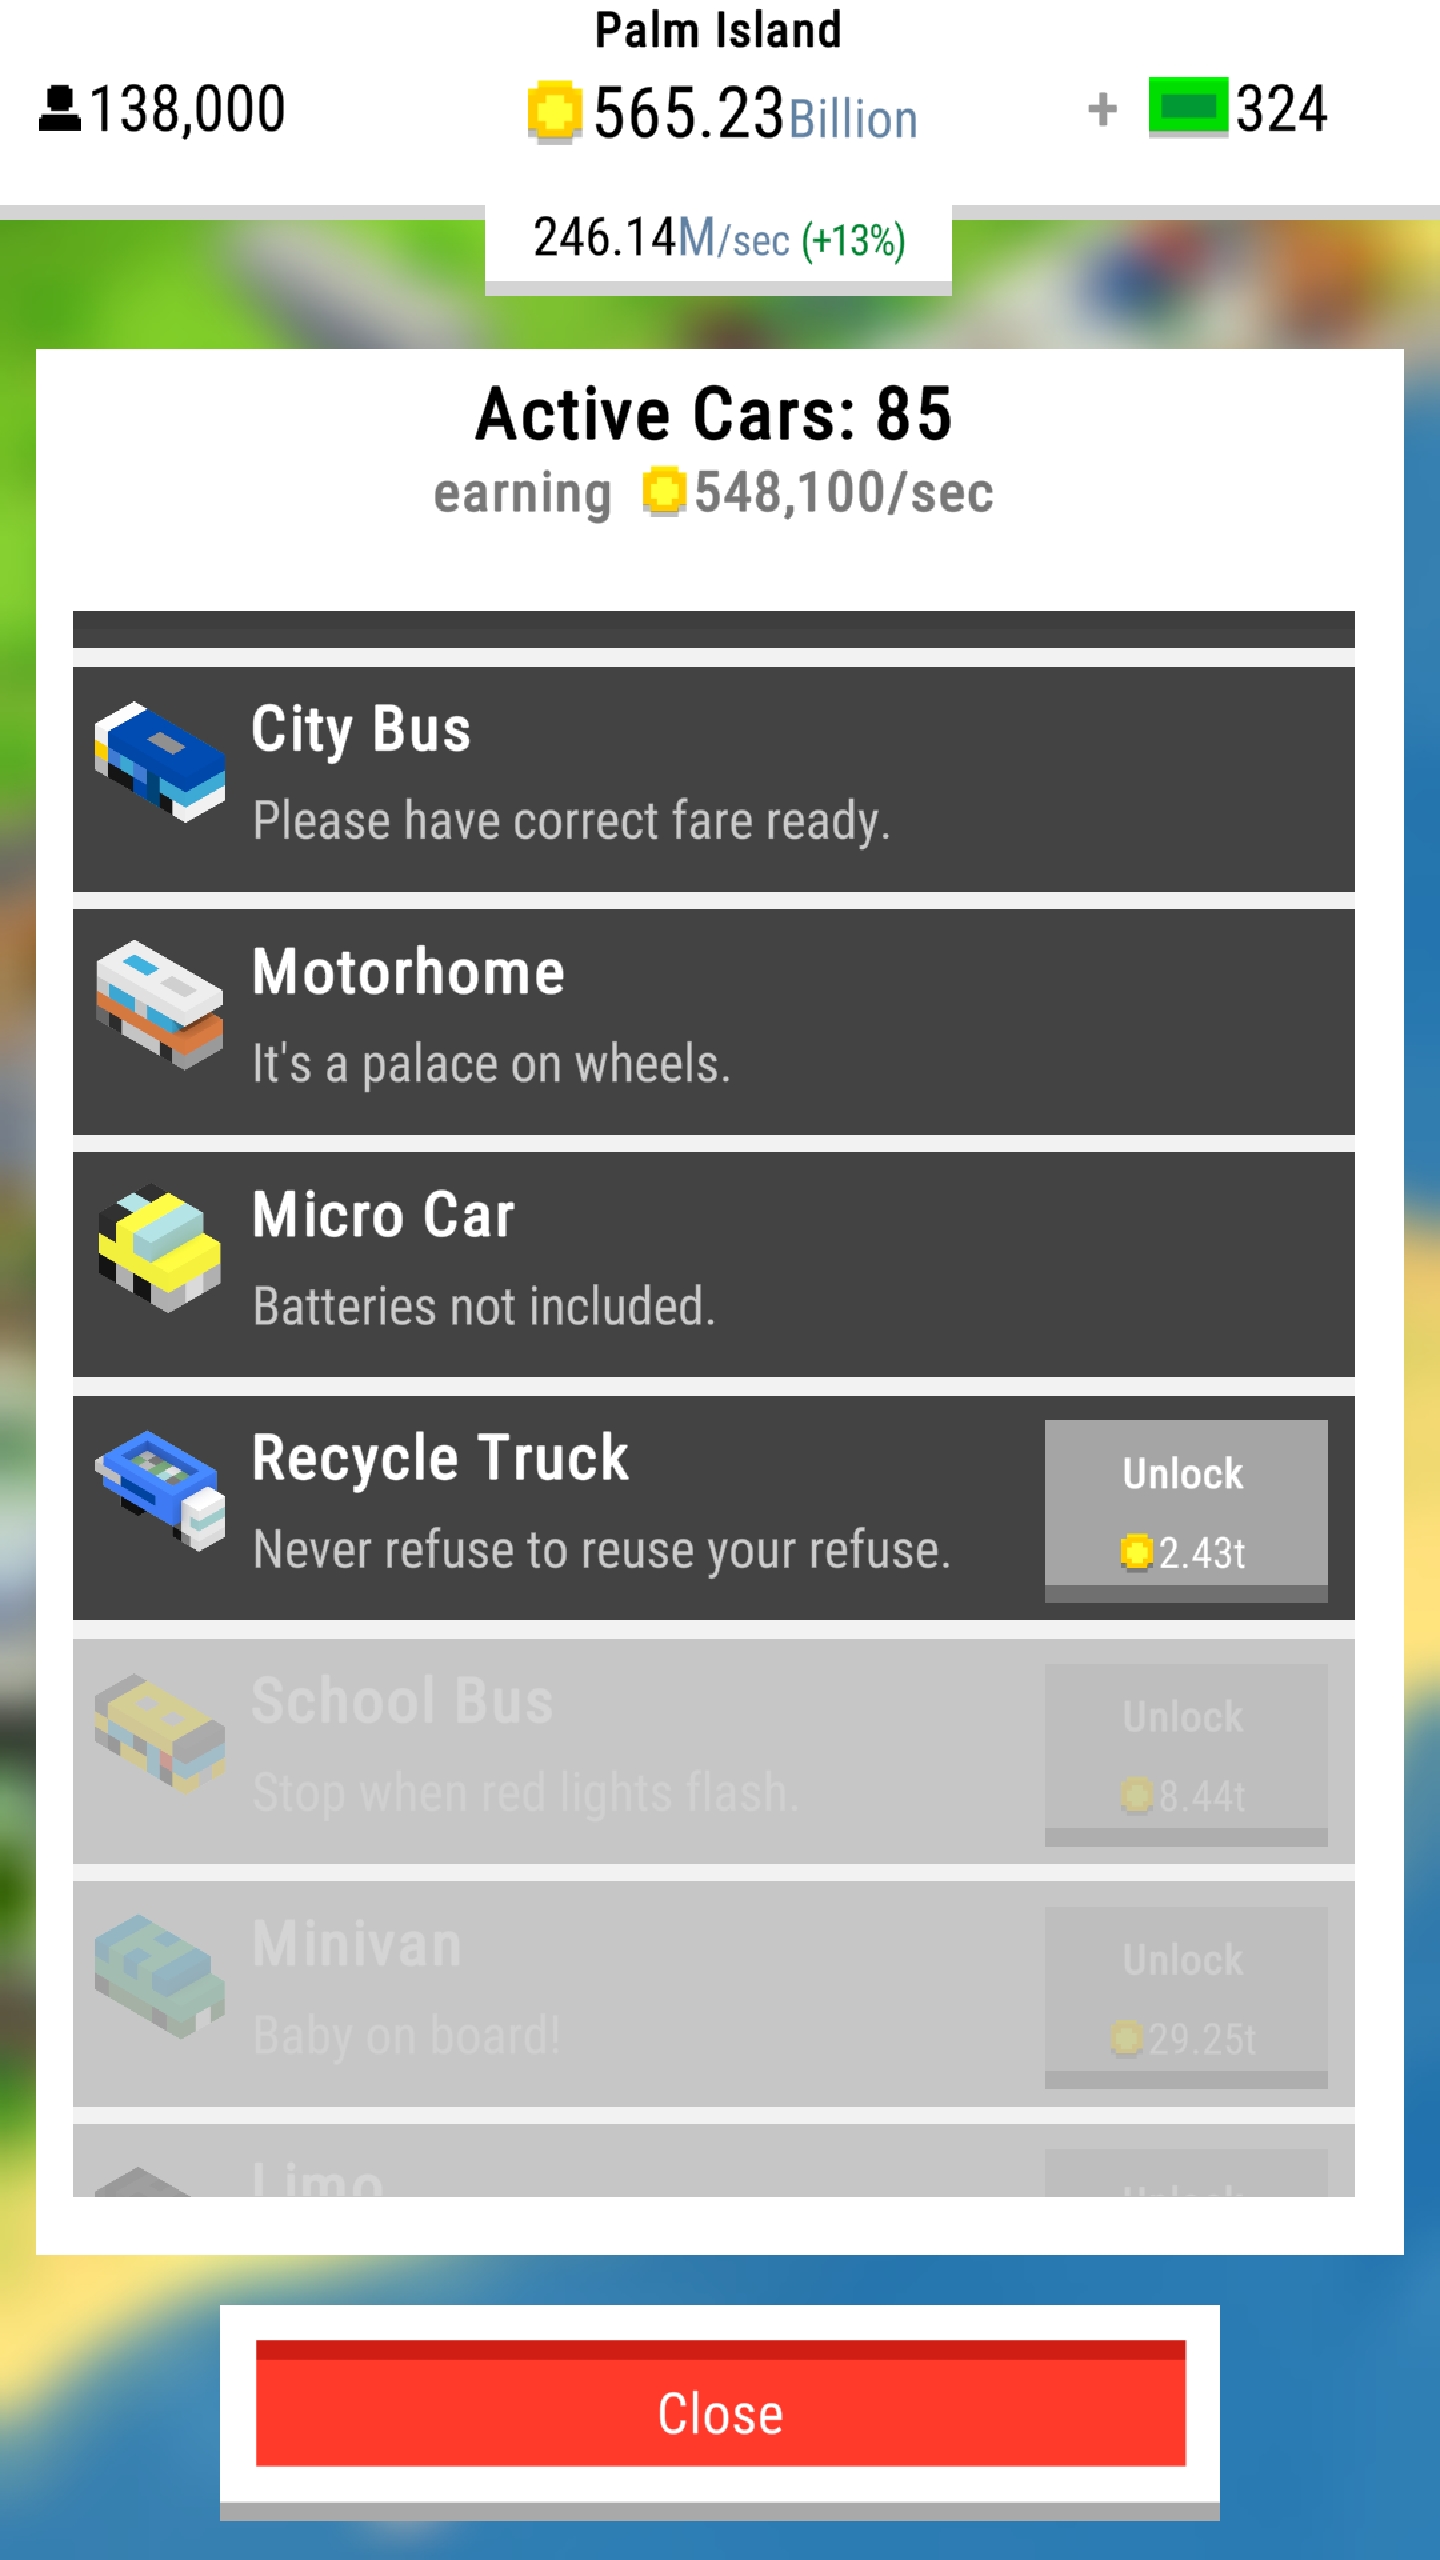 Palm Island
138,000
565.23Billion
+ 324
246.14M/sec (+13%)
Active Cars: 85
earning 548,100/sec
City Bus
Please have correct fare ready.
Motorhome
It's a palace on wheels.
Micro Car
Batteries not included.
Recycle Truck
Never refuse to reuse your refuse.
Unlock
2.43t
School Bus
Stop when red lights flash.
Unlock
8.44t
Minivan
Baby on board!
Unlock
29.25t
Limo
Unlock
Close